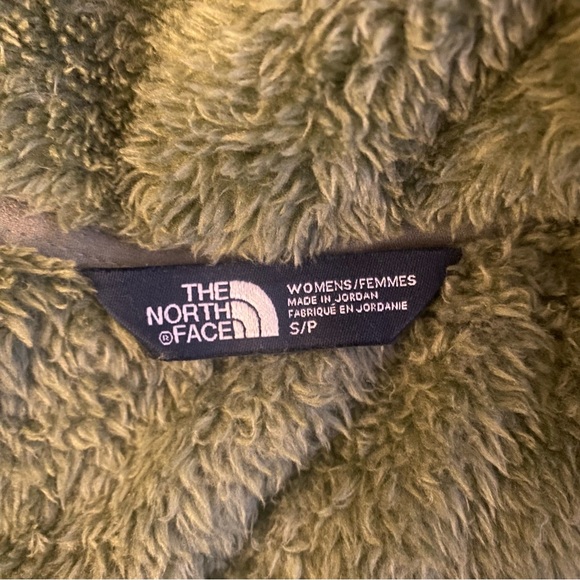 THE
NORTH
®FACE
WOMENS/FEMMES
MADE IN JORDAN
FABRIQUÉ EN JORDANIE
S/P